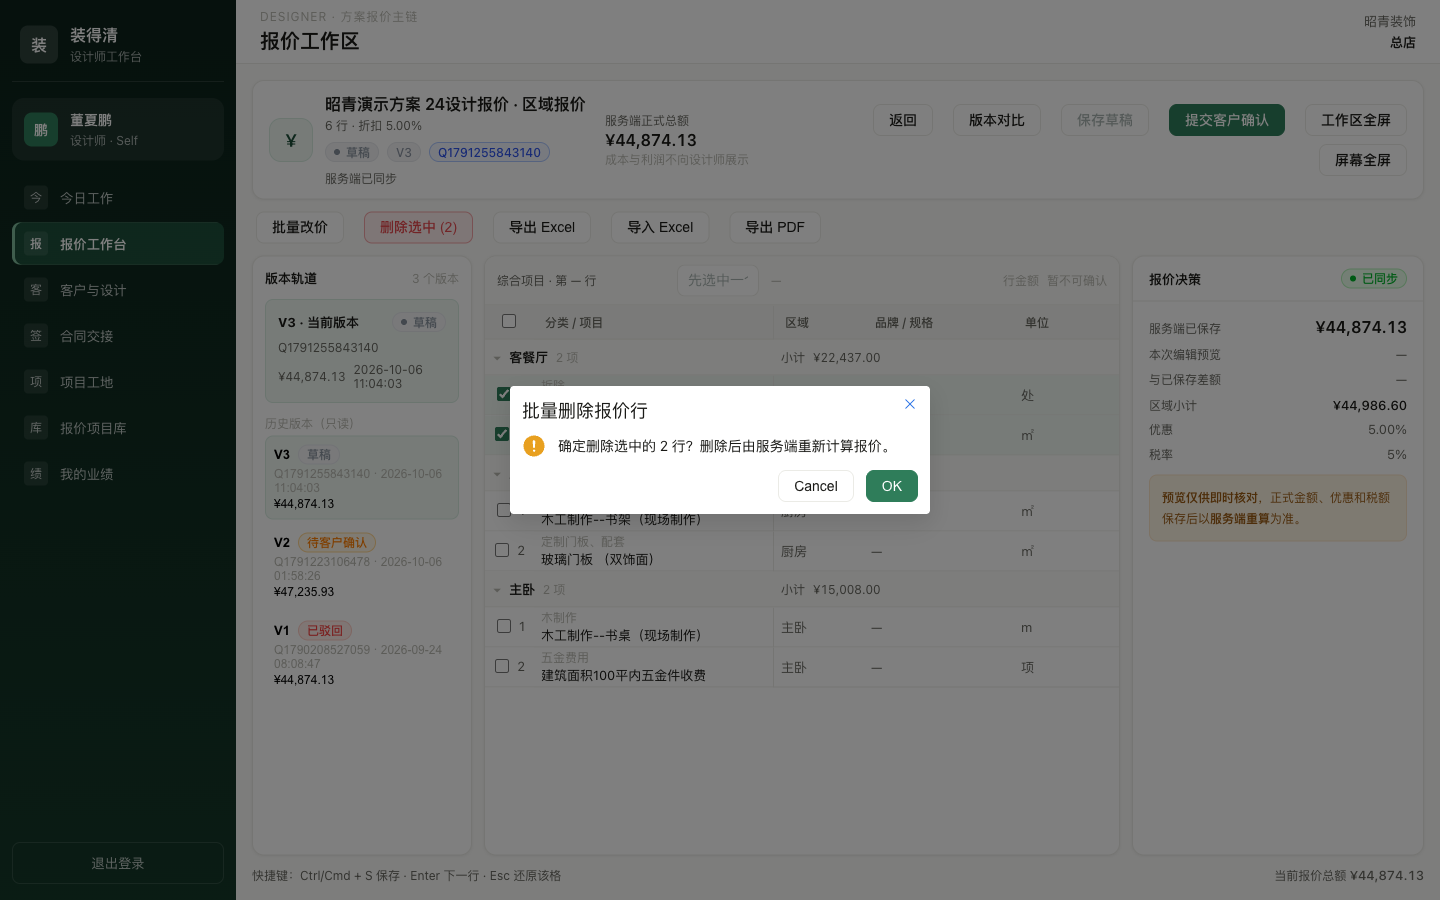 装
装得清
设计师工作台
鹏
董夏鹏
设计师 · Self
今 今日工作
报 报价工作台
客 客户与设计
签 合同交接
项 项目工地
库 报价项目库
绩 我的业绩
退出登录
DESIGNER · 方案报价主链
报价工作区
昭青装饰
总店
¥
昭青演示方案 24设计报价 · 区域报价
6 行 · 折扣 5.00%
草稿 V3 Q1791255843140
服务端已同步
服务端正式总额
¥44,874.13
成本与利润不向设计师展示
返回 版本对比 保存草稿 提交客户确认 工作区全屏
屏幕全屏
批量改价 删除选中 (2) 导出 Excel 导入 Excel 导出 PDF
版本轨道 3 个版本
V3 · 当前版本 草稿
Q1791255843140
¥44,874.13 2026-10-06
11:04:03
历史版本（只读）
V3 草稿
Q1791255843140 · 2026-10-06
11:04:03
¥44,874.13
V2 待客户确认
Q1791223106478 · 2026-10-06
01:58:26
¥47,235.93
V1 已驳回
Q1790208527059 · 2026-09-24
08:08:47
¥44,874.13
综合项目 · 第 — 行 先选中一 — 行金额 暂不可确认
分类 / 项目 区域 品牌 / 规格 单位
客餐厅 2 项 小计 ¥22,437.00
处
㎡
批量删除报价行
确定删除选中的 2 行？删除后由服务端重新计算报价。
Cancel OK
木工制作--书架（现场制作） ㎡
定制门板、配套
2 玻璃门板 （双饰面） 厨房 — ㎡
主卧 2 项 小计 ¥15,008.00
木制作
1 木工制作--书桌（现场制作） 主卧 — m
五金费用
2 建筑面积100平内五金件收费 主卧 — 项
报价决策 已同步
服务端已保存 ¥44,874.13
本次编辑预览 —
与已保存差额 —
区域小计 ¥44,986.60
优惠 5.00%
税率 5%
预览仅供即时核对，正式金额、优惠和税额
保存后以服务端重算为准。
快捷键：Ctrl/Cmd + S 保存 · Enter 下一行 · Esc 还原该格
当前报价总额 ¥44,874.13